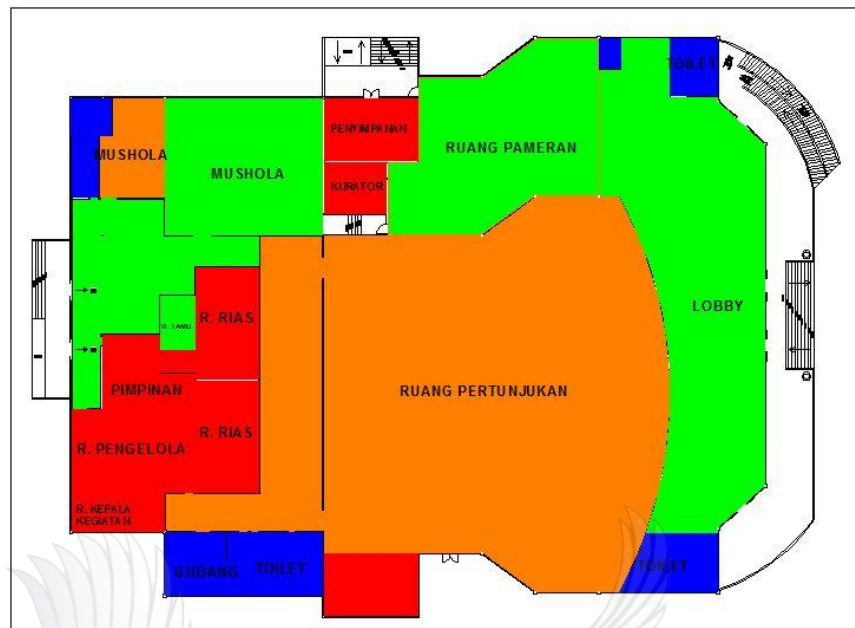 TOILET
PENYIMPANAN
MUSHOLA
RUANG PAMERAN
MUSHOLA
KURATOR
R. RIAS
LOBBY
R. TAMU
PIMPINAN
RUANG PERTUNJUKAN
R. RIAS
R. PENGELOLA
R. KEPALA
KEGIATAN
GUDANG
TOILET
TOILET